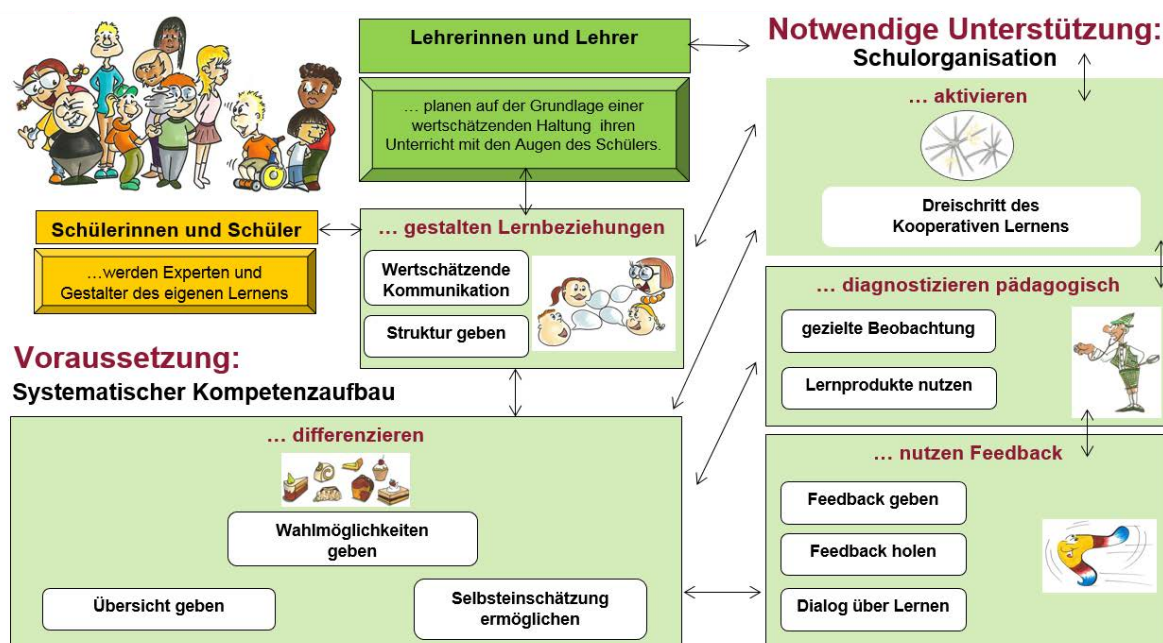 Lehrerinnen und Lehrer
… planen auf der Grundlage einer
wertschätzenden Haltung ihren
Unterricht mit den Augen des Schülers.
Notwendige Unterstützung:
Schulorganisation
… aktivieren
Dreischritt des
Kooperativen Lernens
Schülerinnen und Schüler
…werden Experten und
Gestalter des eigenen Lernens
… gestalten Lernbeziehungen
Wertschätzende
Kommunikation
Struktur geben
… diagnostizieren pädagogisch
gezielte Beobachtung
Lernprodukte nutzen
Voraussetzung:
Systematischer Kompetenzaufbau
… differenzieren
Wahlmöglichkeiten
geben
Übersicht geben
Selbsteinschätzung
ermöglichen
… nutzen Feedback
Feedback geben
Feedback holen
Dialog über Lernen